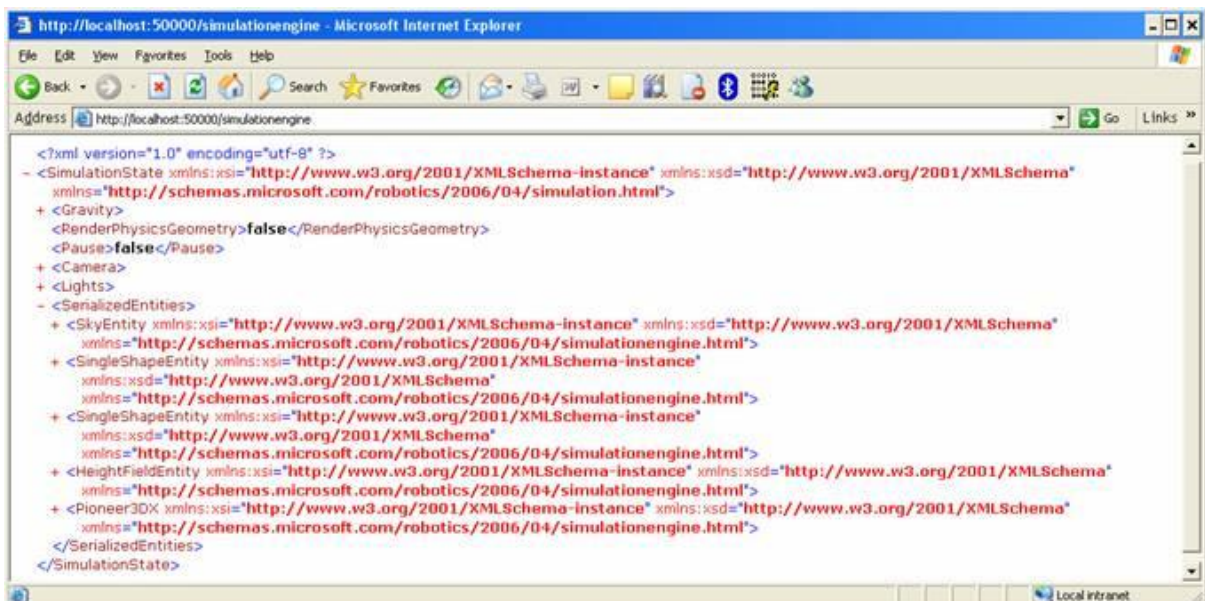 http://localhost:50000/simulationengine - Microsoft Internet Explorer
File Edit View Favorites Tools Help
Back Search Favorites
Address http://localhost:50000/simulationengine Go Links »
<?xml version="1.0" encoding="utf-8" ?>
- <SimulationState xmlns:xsi="http://www.w3.org/2001/XMLSchema-instance" xmlns:xsd="http://www.w3.org/2001/XMLSchema"
xmlns="http://schemas.microsoft.com/robotics/2006/04/simulation.html">
+ <Gravity>
<RenderPhysicsGeometry>false</RenderPhysicsGeometry>
<Pause>false</Pause>
+ <Camera>
+ <Lights>
- <SerializedEntities>
+ <SkyEntity xmlns:xsi="http://www.w3.org/2001/XMLSchema-instance" xmlns:xsd="http://www.w3.org/2001/XMLSchema"
xmlns="http://schemas.microsoft.com/robotics/2006/04/simulationengine.html">
+ <SingleShapeEntity xmlns:xsi="http://www.w3.org/2001/XMLSchema-instance"
xmlns:xsd="http://www.w3.org/2001/XMLSchema"
xmlns="http://schemas.microsoft.com/robotics/2006/04/simulationengine.html">
+ <SingleShapeEntity xmlns:xsi="http://www.w3.org/2001/XMLSchema-instance"
xmlns:xsd="http://www.w3.org/2001/XMLSchema"
xmlns="http://schemas.microsoft.com/robotics/2006/04/simulationengine.html">
+ <HeightFieldEntity xmlns:xsi="http://www.w3.org/2001/XMLSchema-instance" xmlns:xsd="http://www.w3.org/2001/XMLSchema"
xmlns="http://schemas.microsoft.com/robotics/2006/04/simulationengine.html">
+ <Pioneer3DX xmlns:xsi="http://www.w3.org/2001/XMLSchema-instance" xmlns:xsd="http://www.w3.org/2001/XMLSchema"
xmlns="http://schemas.microsoft.com/robotics/2006/04/simulationengine.html">
</SerializedEntities>
</SimulationState>
Local intranet